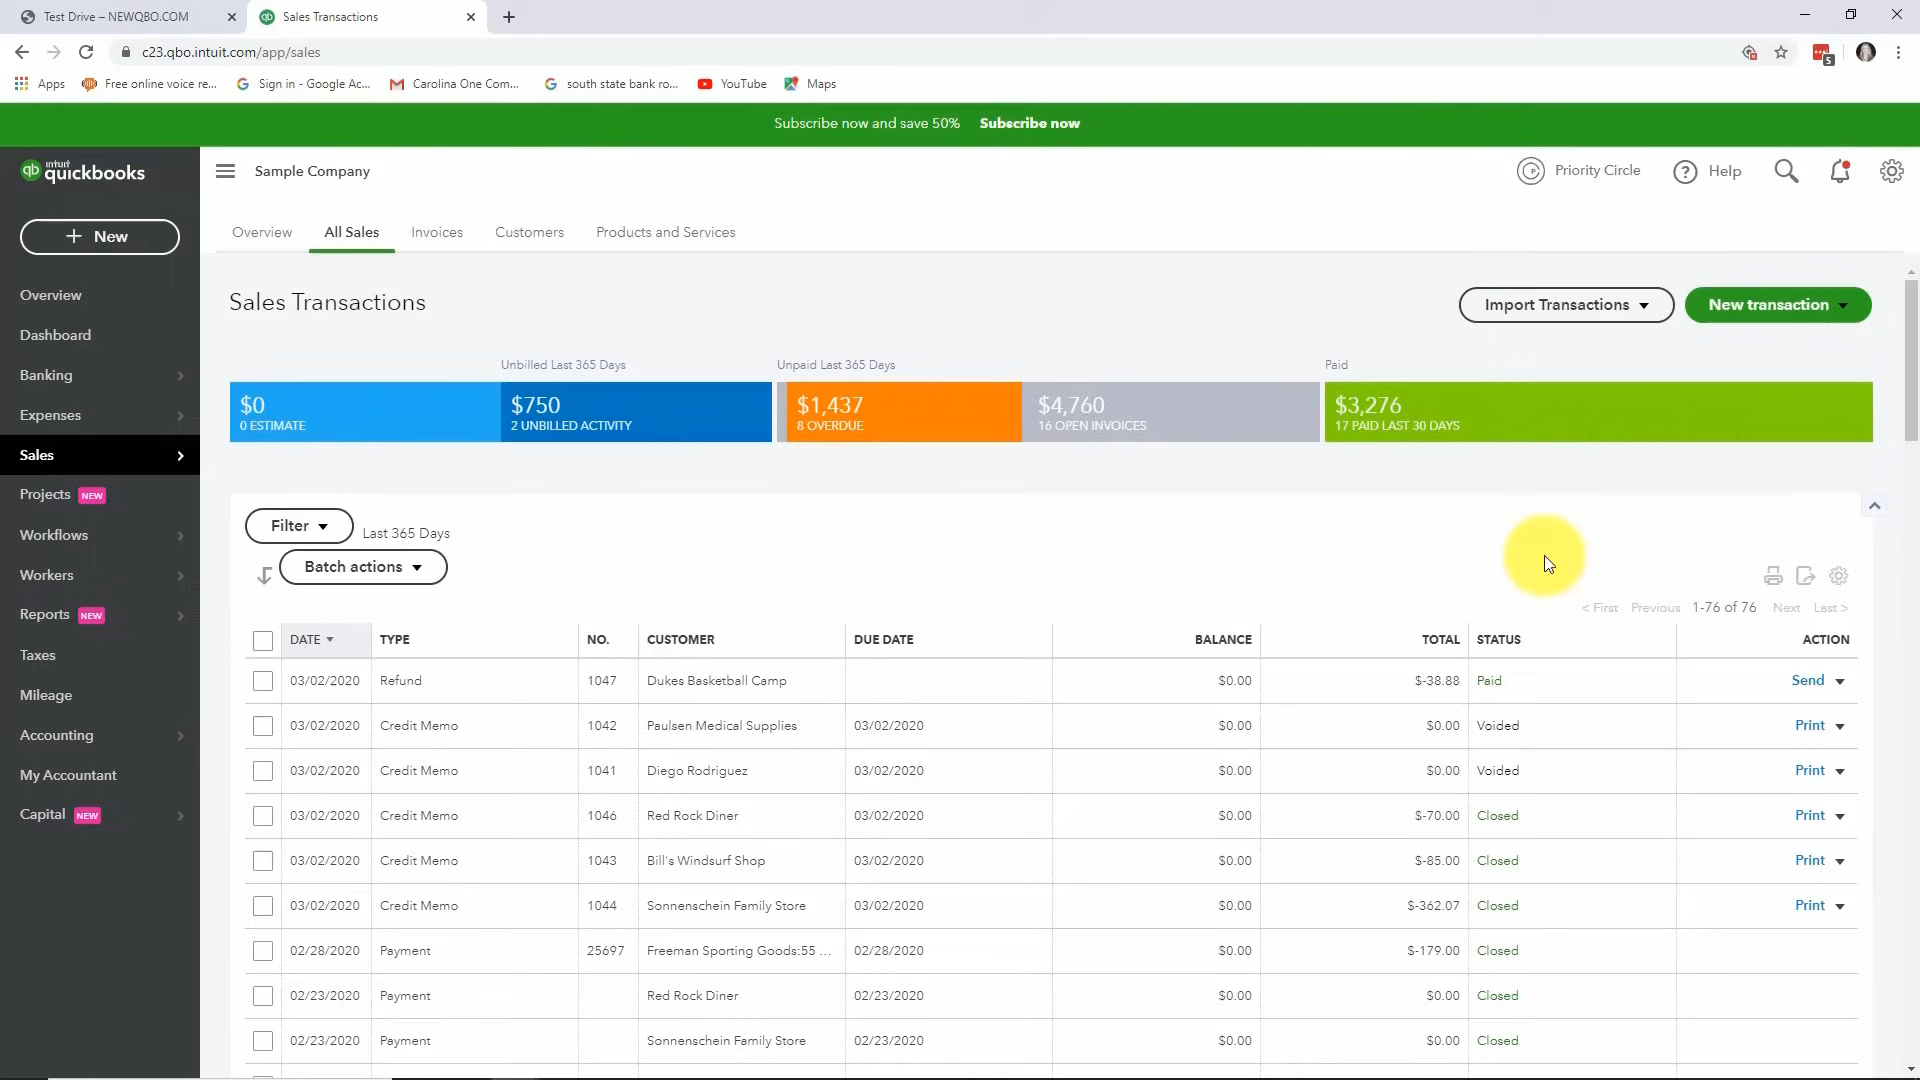 Test Drive – NEWQBO.COM
Sales Transactions
c23.qbo.intuit.com/app/sales
5
Apps
Free online voice re...
Sign in - Google Ac...
Carolina One Com...
south state bank ro...
YouTube
Maps
Subscribe now and save 50% Subscribe now
intuit
quickbooks
qb
Sample Company
Priority Circle
Help
+ New
Overview
Dashboard
Banking
Expenses
Sales
Projects NEW
Workflows
Workers
Reports NEW
Taxes
Mileage
Accounting
My Accountant
Capital NEW
Overview All Sales Invoices Customers Products and Services
Sales Transactions
Import Transactions
New transaction
Unbilled Last 365 Days
Unpaid Last 365 Days
Paid
$0
0 ESTIMATE
$750
2 UNBILLED ACTIVITY
$1,437
8 OVERDUE
$4,760
16 OPEN INVOICES
$3,276
17 PAID LAST 30 DAYS
Filter
Last 365 Days
Batch actions
< First Previous 1-76 of 76 Next Last >
DATE TYPE NO. CUSTOMER DUE DATE BALANCE TOTAL STATUS ACTION
03/02/2020 Refund 1047 Dukes Basketball Camp $0.00 $-38.88 Paid Send
03/02/2020 Credit Memo 1042 Paulsen Medical Supplies 03/02/2020 $0.00 $0.00 Voided Print
03/02/2020 Credit Memo 1041 Diego Rodriguez 03/02/2020 $0.00 $0.00 Voided Print
03/02/2020 Credit Memo 1046 Red Rock Diner 03/02/2020 $0.00 $-70.00 Closed Print
03/02/2020 Credit Memo 1043 Bill's Windsurf Shop 03/02/2020 $0.00 $-85.00 Closed Print
03/02/2020 Credit Memo 1044 Sonnenschein Family Store 03/02/2020 $0.00 $-362.07 Closed Print
02/28/2020 Payment 25697 Freeman Sporting Goods:55 ... 02/28/2020 $0.00 $-179.00 Closed
02/23/2020 Payment Red Rock Diner 02/23/2020 $0.00 $0.00 Closed
02/23/2020 Payment Sonnenschein Family Store 02/23/2020 $0.00 $0.00 Closed